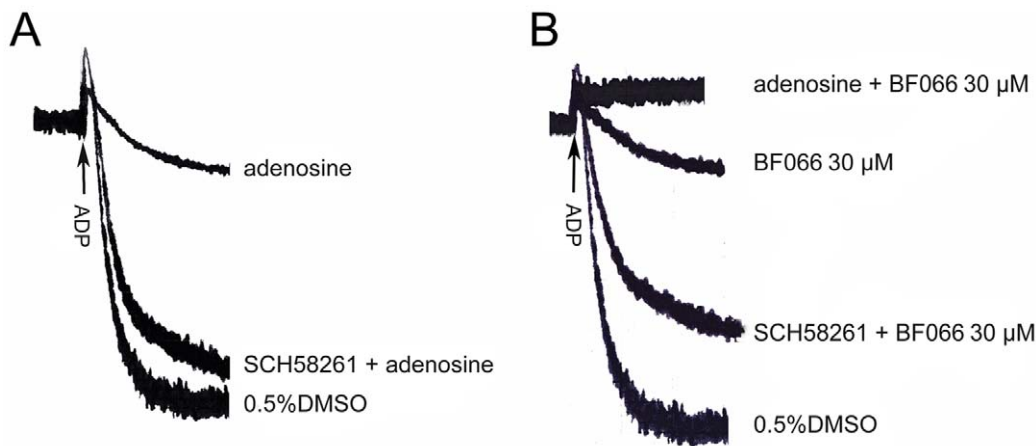 A
adenosine
ADP
SCH58261 + adenosine
0.5%DMSO
B
adenosine + BF066 30 µM
BF066 30 µM
ADP
SCH58261 + BF066 30 µM
0.5%DMSO